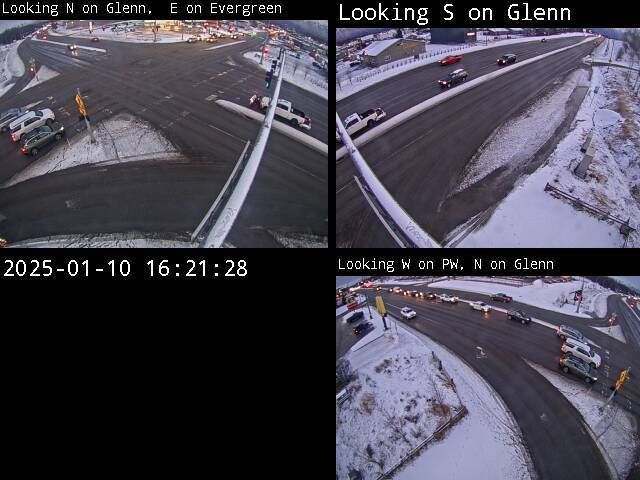 Looking N on Glenn,  E on Evergreen
Looking S on Glenn
2025-01-10 16:21:28
Looking W on PW, N on Glenn